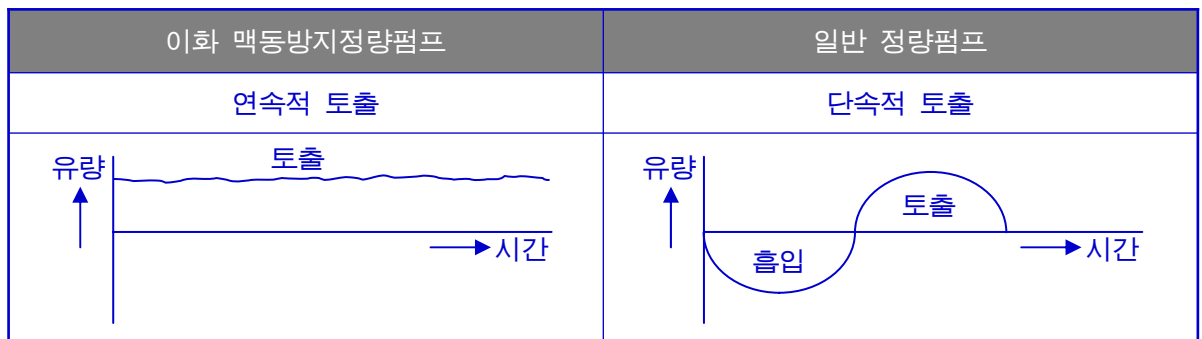 이화 맥동방지정량펌프
일반 정량펌프
연속적 토출
단속적 토출
유량
토출
시간
유량
토출
흡입
시간